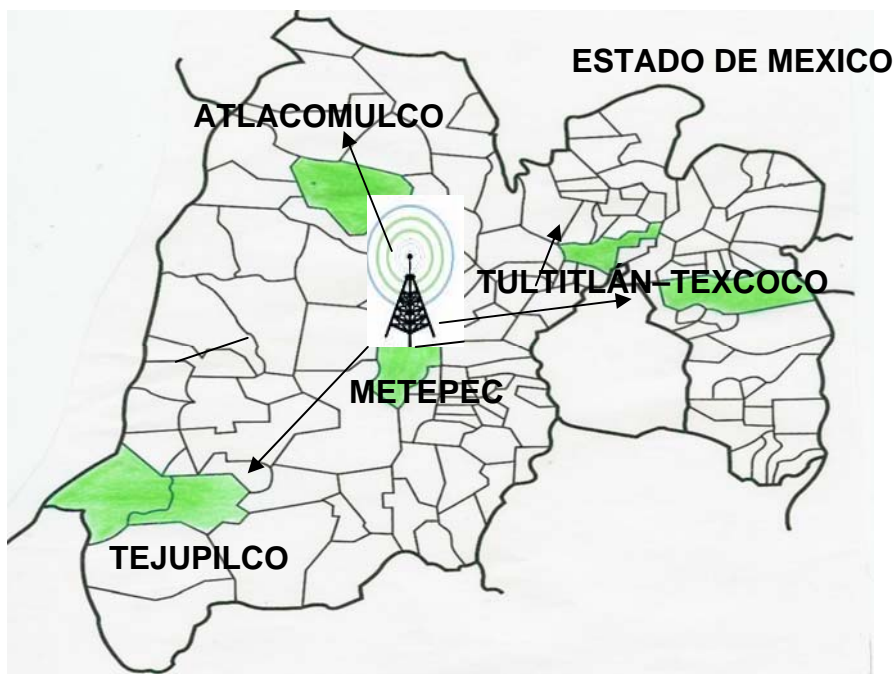 ESTADO DE MEXICO
ATLACOMULCO
TULTITLÁN–TEXCOCO
METEPEC
TEJUPILCO